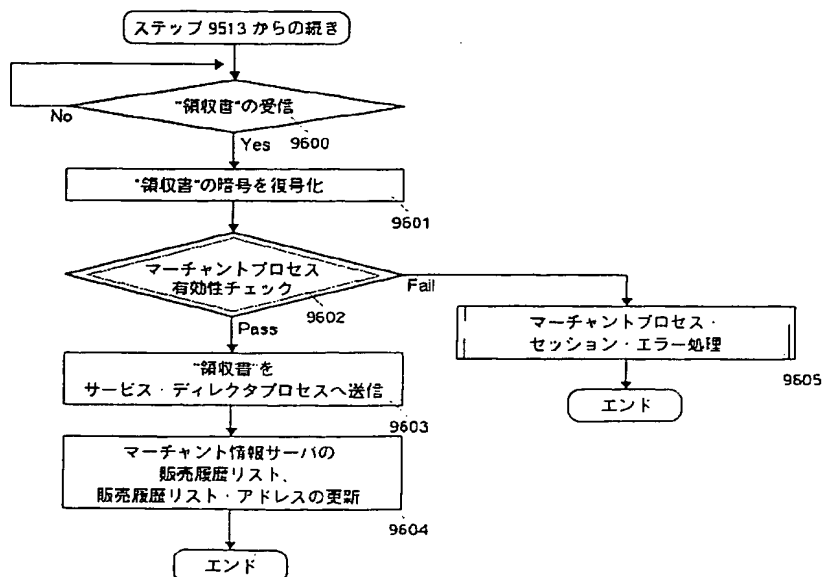 ステップ 9513 からの続き
"領収書"の受信
No
9600
Yes
"領収書"の暗号を復号化
9601
マーチャントプロセス
有効性チェック
Fail
9602
Pass
マーチャントプロセス・
セッション・エラー処理
9605
エンド
"領収書"を
サービス・ディレクタプロセスへ送信
9603
マーチャント情報サーバの
販売履歴リスト、
販売履歴リスト・アドレスの更新
9604
エンド